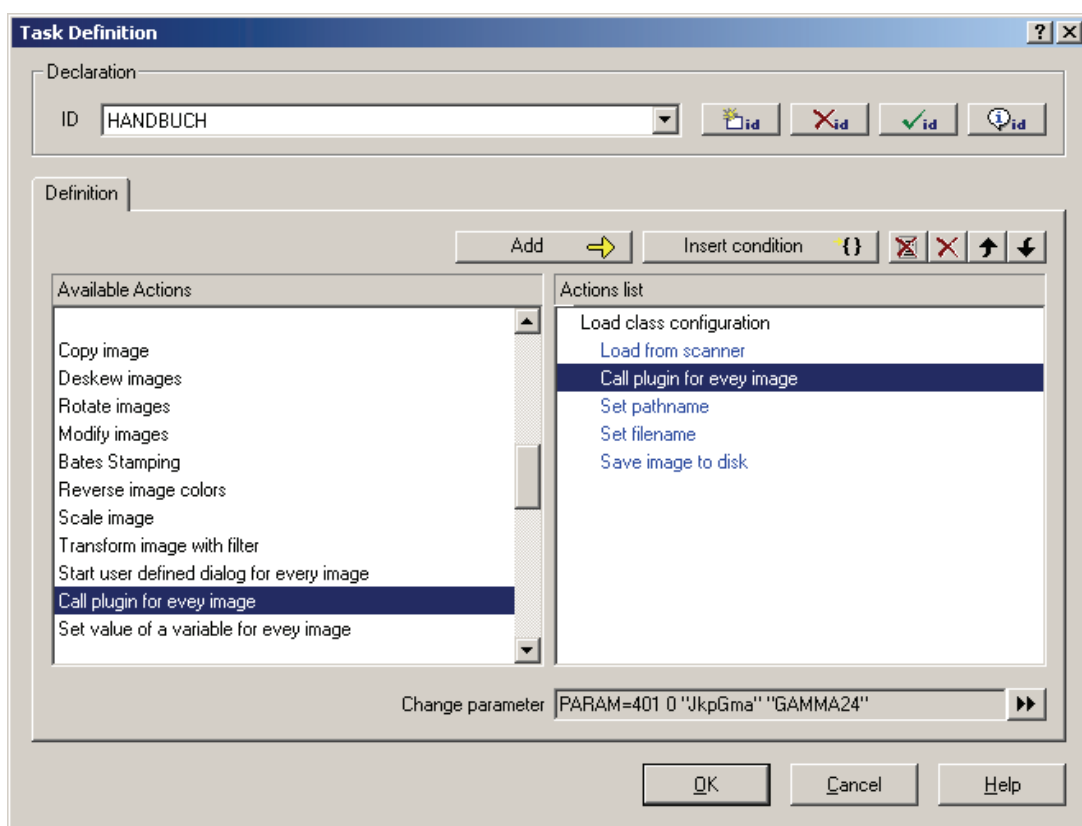 Task Definition
Declaration
ID HANDBUCH id id id id
Definition
Add Insert condition {}
Available Actions
Copy image
Deskew images
Rotate images
Modify images
Bates Stamping
Reverse image colors
Scale image
Transform image with filter
Start user defined dialog for every image
Call plugin for evey image
Set value of a variable for evey image
Actions list
Load class configuration
Load from scanner
Call plugin for evey image
Set pathname
Set filename
Save image to disk
Change parameter PARAM=401 0 "JkpGma" "GAMMA24"
OK Cancel Help